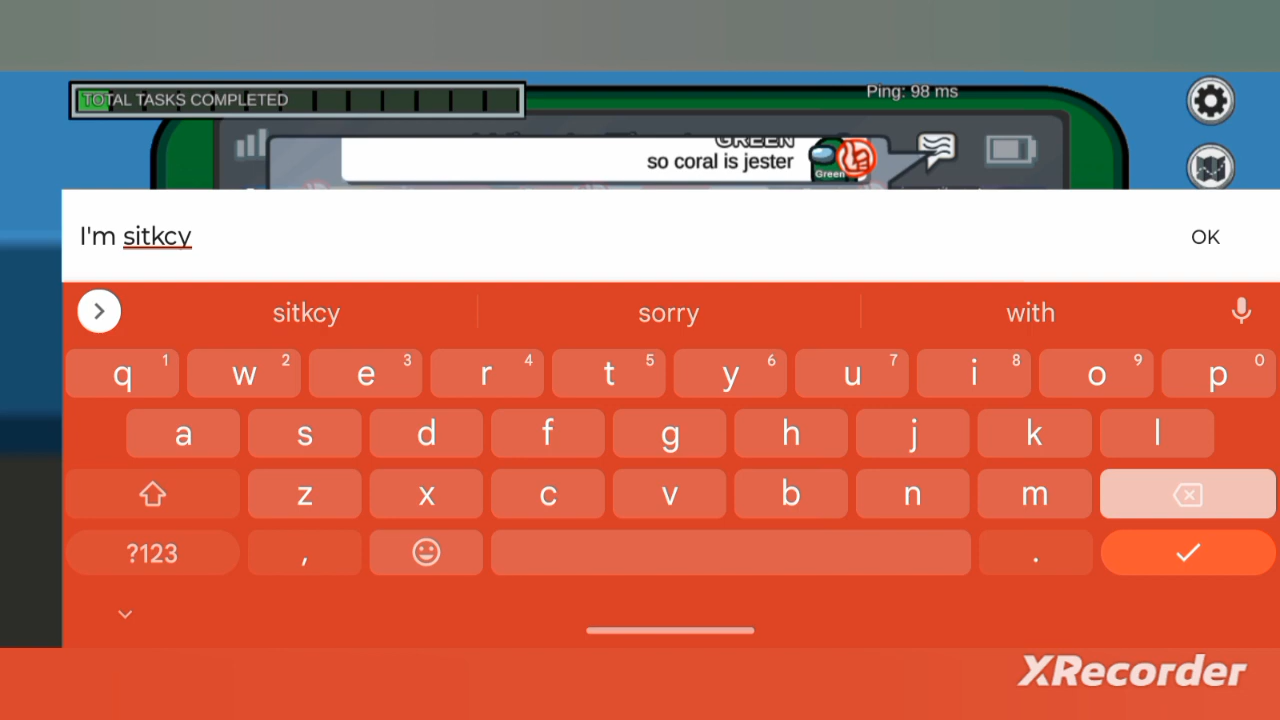 TOTAL TASKS COMPLETED
Ping: 98 ms
GREEN
so coral is jester
Green
I'm sitkcy
OK
sitkcy sorry with
q 1 w 2 e 3 r 4 t 5 y 6 u 7 i 8 o 9 p 0
a s d f g h j k l
z x c v b n m
?123 , .
XRecorder